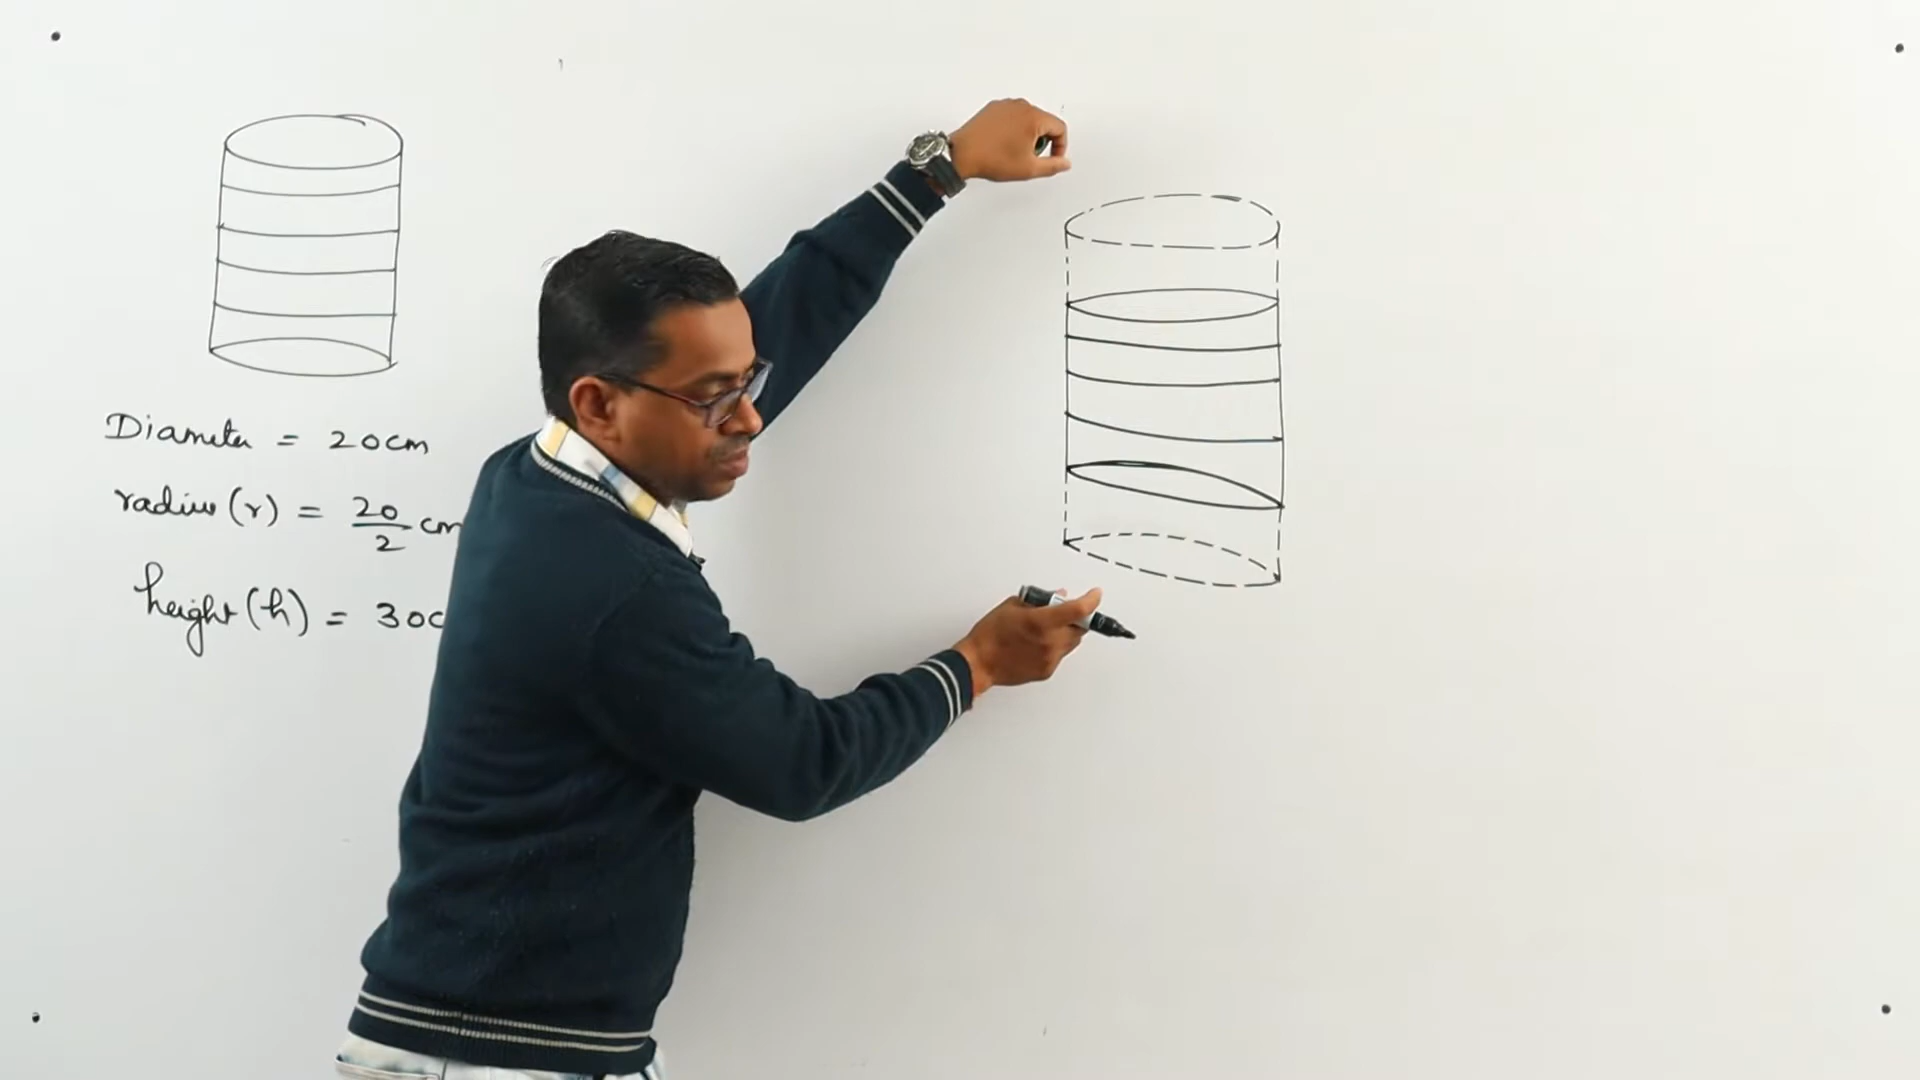 Diameter = 20cm
radius (r) = 20/2 cm
height (h) = 30c